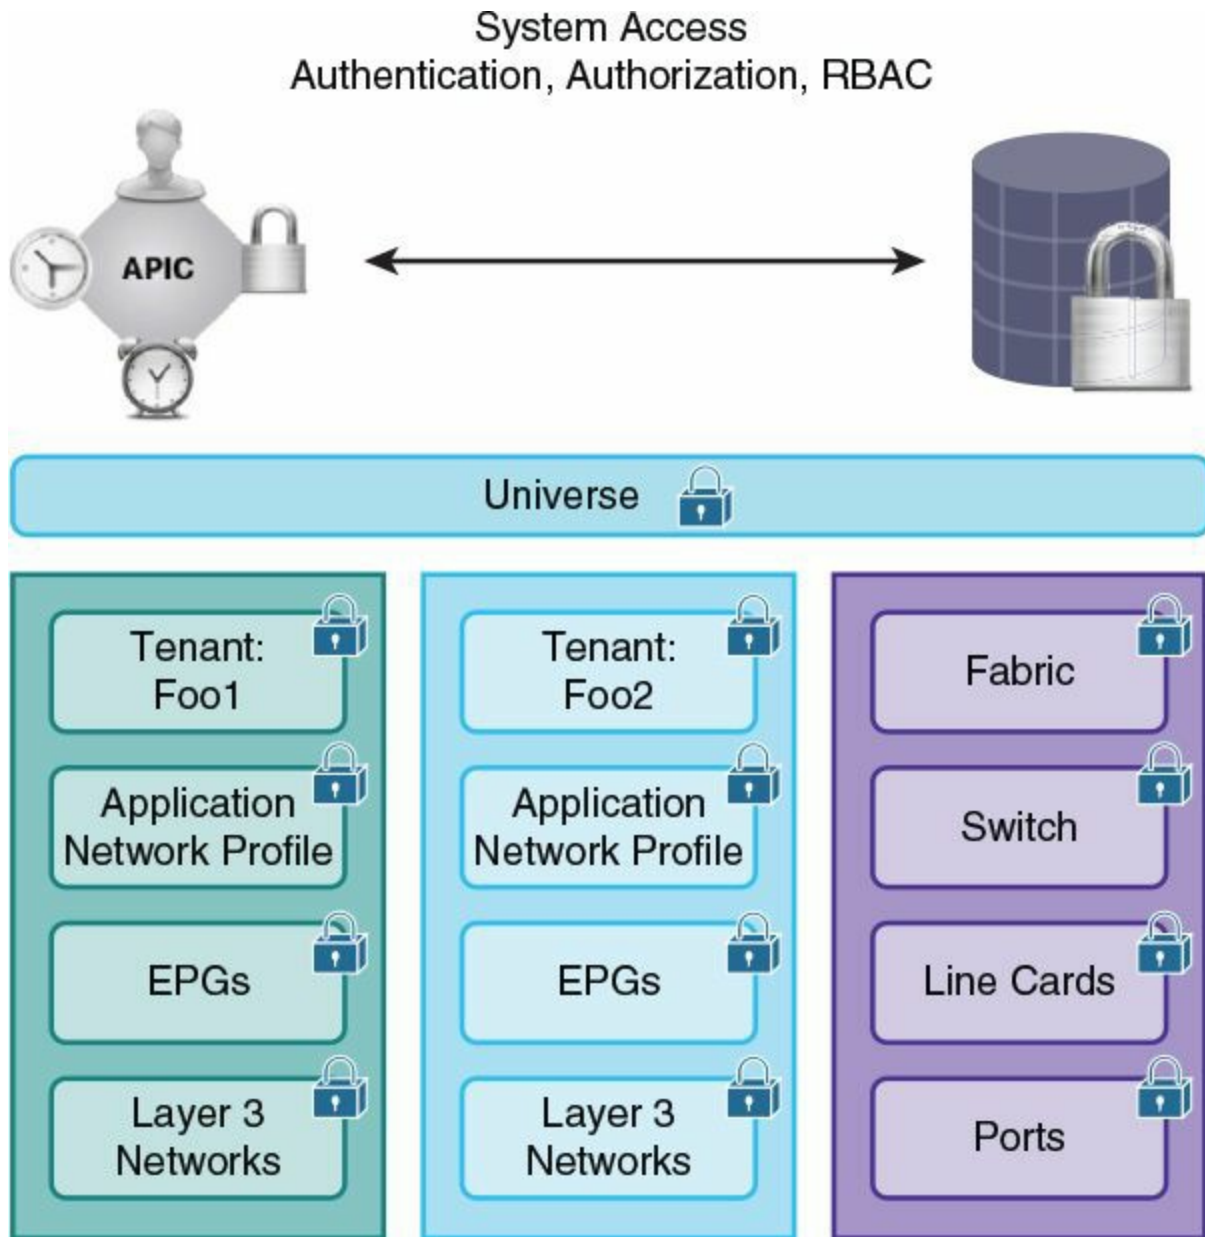 System Access
Authentication, Authorization, RBAC
APIC
Universe
Tenant:
Foo1
Application
Network Profile
EPGs
Layer 3
Networks
Tenant:
Foo2
Application
Network Profile
EPGs
Layer 3
Networks
Fabric
Switch
Line Cards
Ports